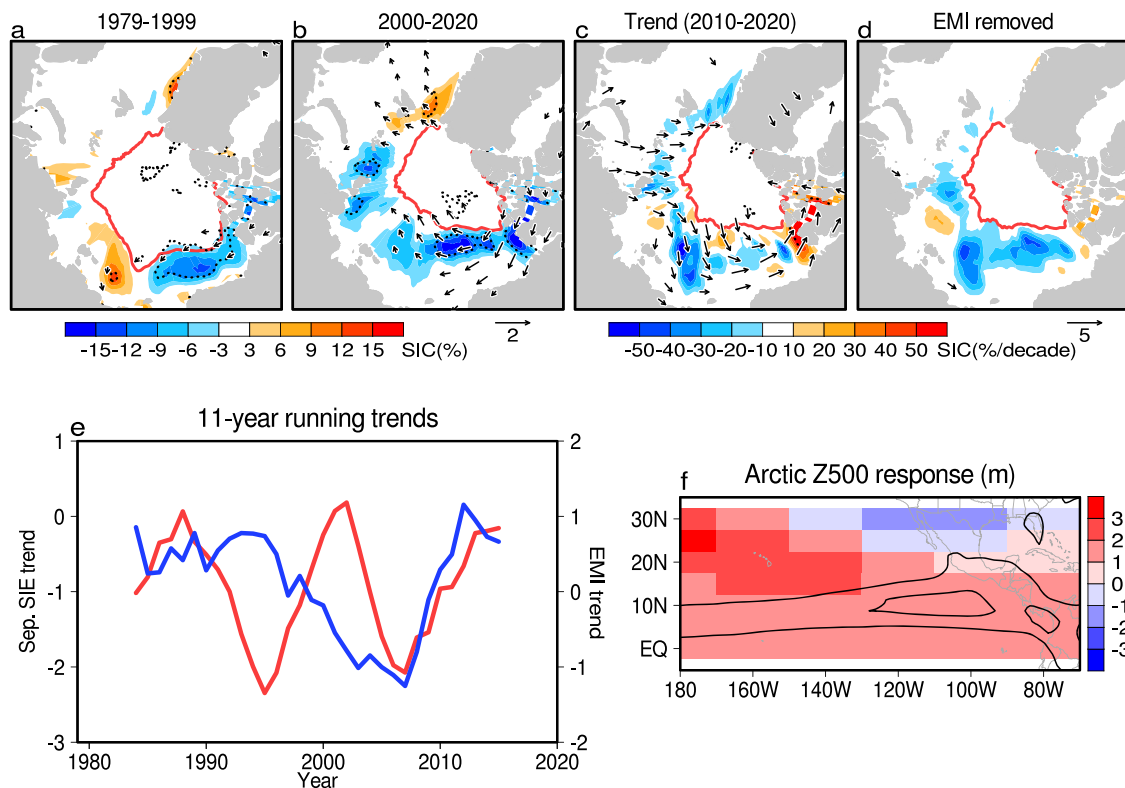 1979-1999
2000-2020
Trend (2010-2020)
EMI removed
a
b
c
d
-15 -12 -9 -6 -3 3 6 9 12 15 SIC(%)
2
-50 -40 -30 -20 -10 10 20 30 40 50 SIC(%/decade)
5
11-year running trends
e
1
0
-1
-2
-3
Sep. SIE trend
2
1
0
-1
-2
EMI trend
1980 1990 2000 2010 2020
Year
f
Arctic Z500 response (m)
30N
20N
10N
EQ
180 160W 140W 120W 100W 80W
3
2
1
0
-1
-2
-3